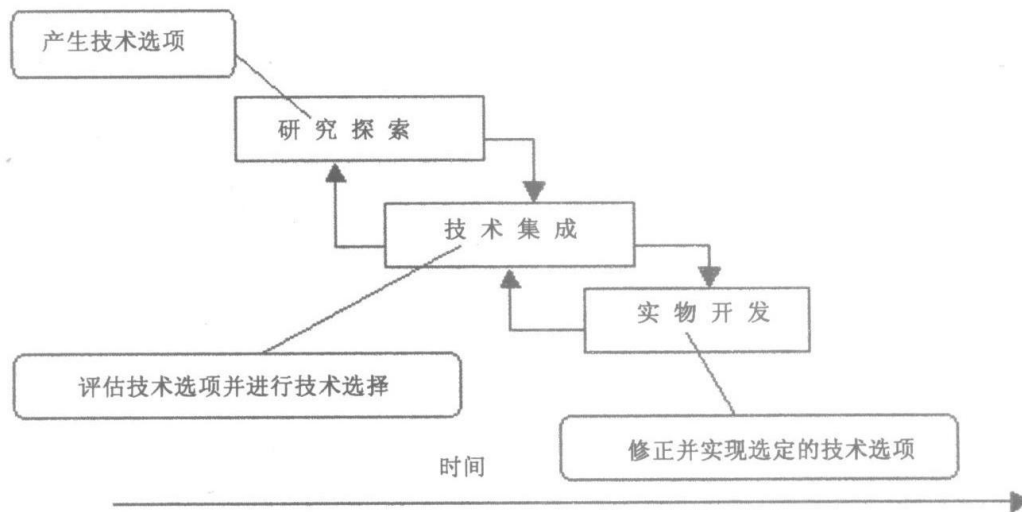 产生技术选项
研究探索
技术集成
实物开发
评估技术选项并进行技术选择
修正并实现选定的技术选项
时间